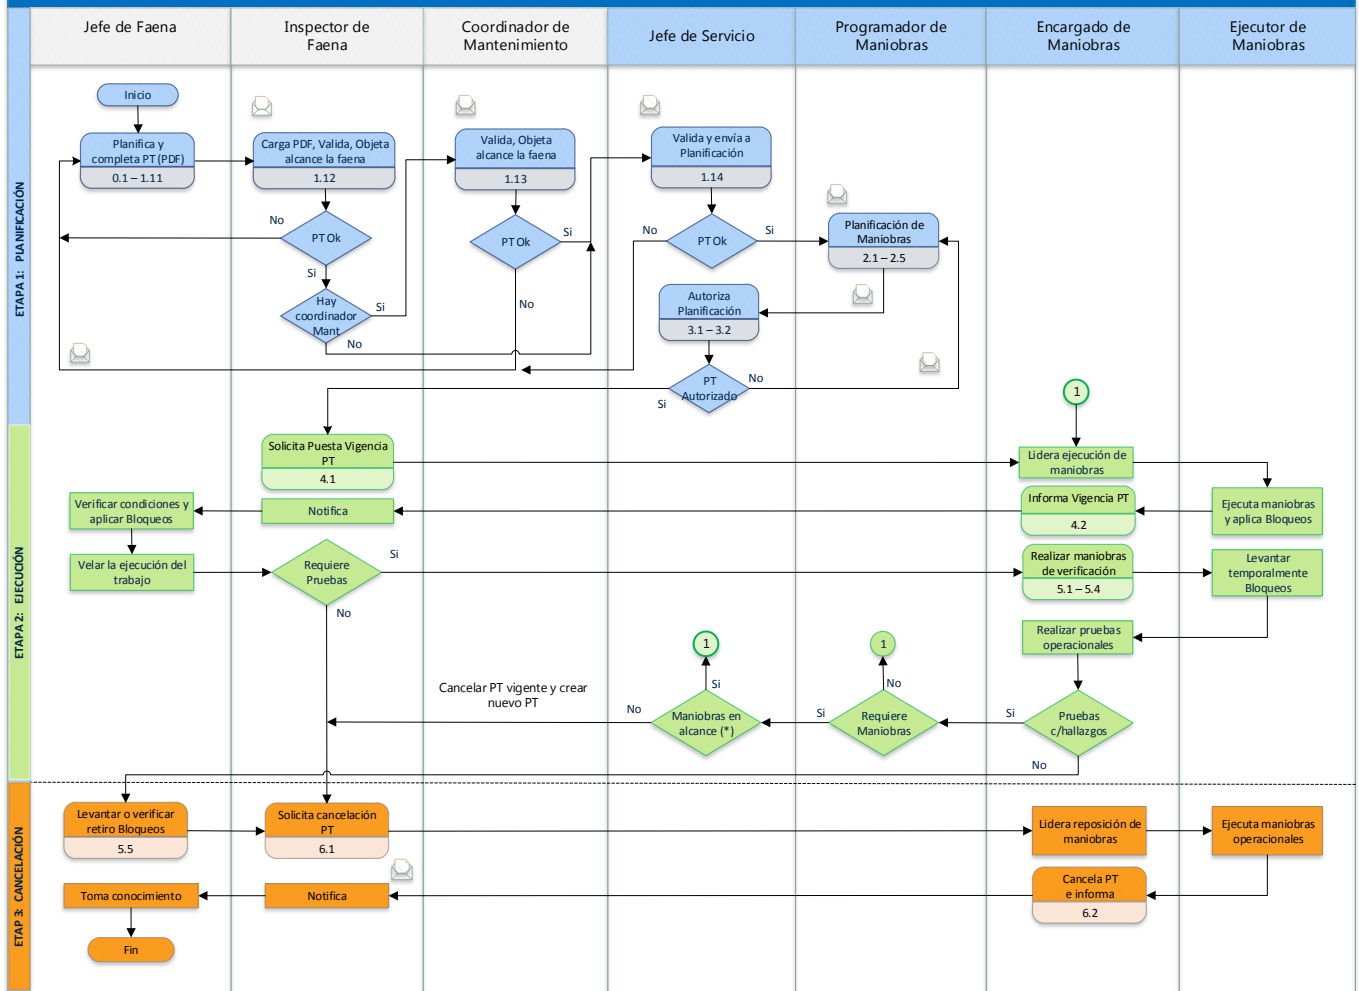 Jefe de Faena
Inspector de
Faena
Coordinador de
Mantenimiento
Jefe de Servicio
Programador de
Maniobras
Encargado de
Maniobras
Ejecutor de
Maniobras
ETAPA 1: PLANIFICACIÓN
Inicio
Planifica y
completa PT (PDF)
0.1 – 1.11
Carga PDF, Valida, Objeta
alcance la faena
1.12
Valida, Objeta
alcance la faena
1.13
Valida y envía a
Planificación
1.14
No
PT Ok
Si
PT Ok
Si
No
No
PT Ok
Si
Planificación de
Maniobras
2.1 – 2.5
Hay
coordinador
Mant
Si
No
Autoriza
Planificación
3.1 – 3.2
PT
Autorizado
No
Si
1
ETAPA 2: EJECUCIÓN
Solicita Puesta Vigencia
PT
4.1
Lidera ejecución de
maniobras
Verificar condiciones y
aplicar Bloqueos
Notifica
Informa Vigencia PT
4.2
Ejecuta maniobras
y aplica Bloqueos
Velar la ejecución del
trabajo
Requiere
Pruebas
Si
No
Realizar maniobras
de verificación
5.1 – 5.4
Levantar
temporalmente
Bloqueos
Realizar pruebas
operacionales
1
1
Si
No
Cancelar PT vigente y crear
nuevo PT
No
Maniobras en
alcance (*)
Si
Requiere
Maniobras
Si
Pruebas
c/hallazgos
No
ETAP 3: CANCELACIÓN
Levantar o verificar
retiro Bloqueos
5.5
Solicita cancelación
PT
6.1
Lidera reposición de
maniobras
Ejecuta maniobras
operacionales
Toma conocimiento
Notifica
Cancela PT
e informa
6.2
Fin